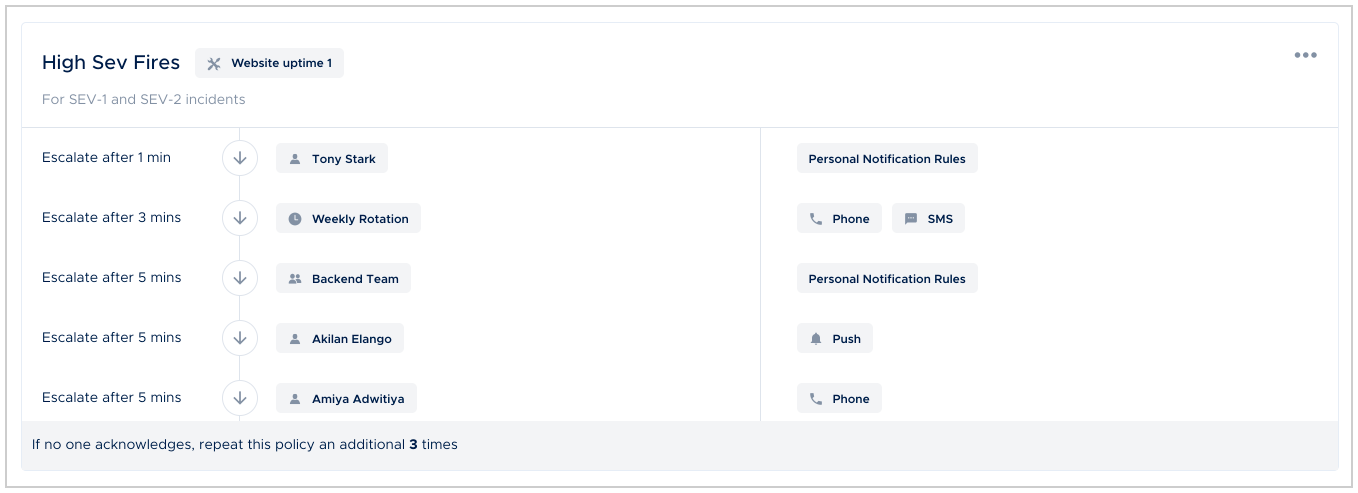 High Sev Fires Website uptime 1
For SEV-1 and SEV-2 incidents
Escalate after 1 min Tony Stark Personal Notification Rules
Escalate after 3 mins Weekly Rotation Phone SMS
Escalate after 5 mins Backend Team Personal Notification Rules
Escalate after 5 mins Akilan Elango Push
Escalate after 5 mins Amiya Adwitiya Phone
If no one acknowledges, repeat this policy an additional 3 times